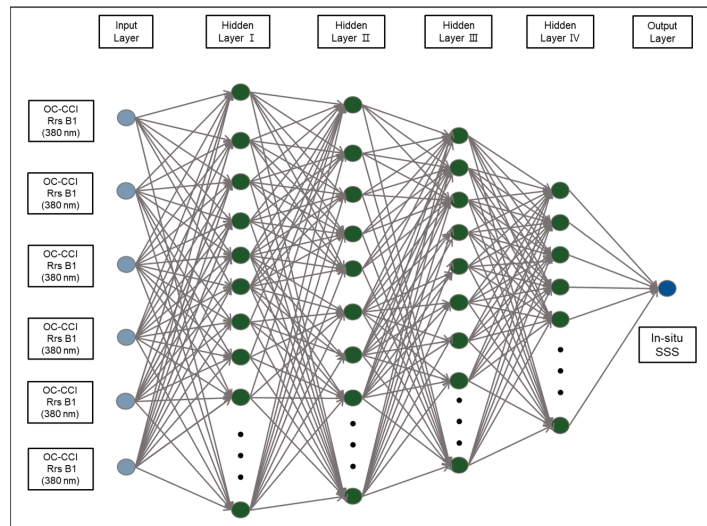 Input
Layer
Hidden
Layer Ⅰ
Hidden
Layer Ⅱ
Hidden
Layer Ⅲ
Hidden
Layer Ⅳ
Output
Layer
OC-CCI
Rrs B1
(380 nm)
OC-CCI
Rrs B1
(380 nm)
OC-CCI
Rrs B1
(380 nm)
OC-CCI
Rrs B1
(380 nm)
OC-CCI
Rrs B1
(380 nm)
OC-CCI
Rrs B1
(380 nm)
In-situ
SSS